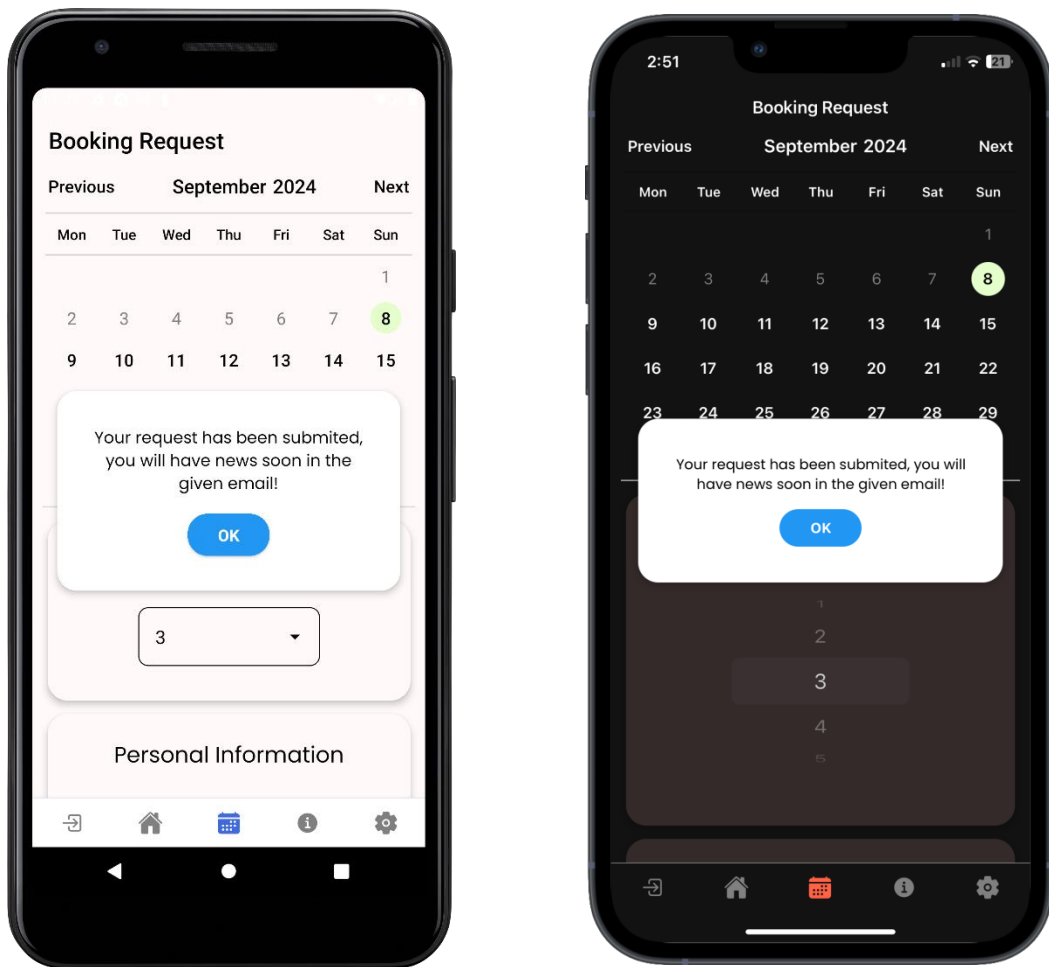 Booking Request
Previous September 2024 Next
Mon Tue Wed Thu Fri Sat Sun
1
2 3 4 5 6 7 8
9 10 11 12 13 14 15
Your request has been submited,
you will have news soon in the
given email!
OK
3
Personal Information
2:51 21
Booking Request
Previous September 2024 Next
Mon Tue Wed Thu Fri Sat Sun
1
2 3 4 5 6 7 8
9 10 11 12 13 14 15
16 17 18 19 20 21 22
23 24 25 26 27 28 29
Your request has been submited, you will
have news soon in the given email!
OK
1
2
3
4
5